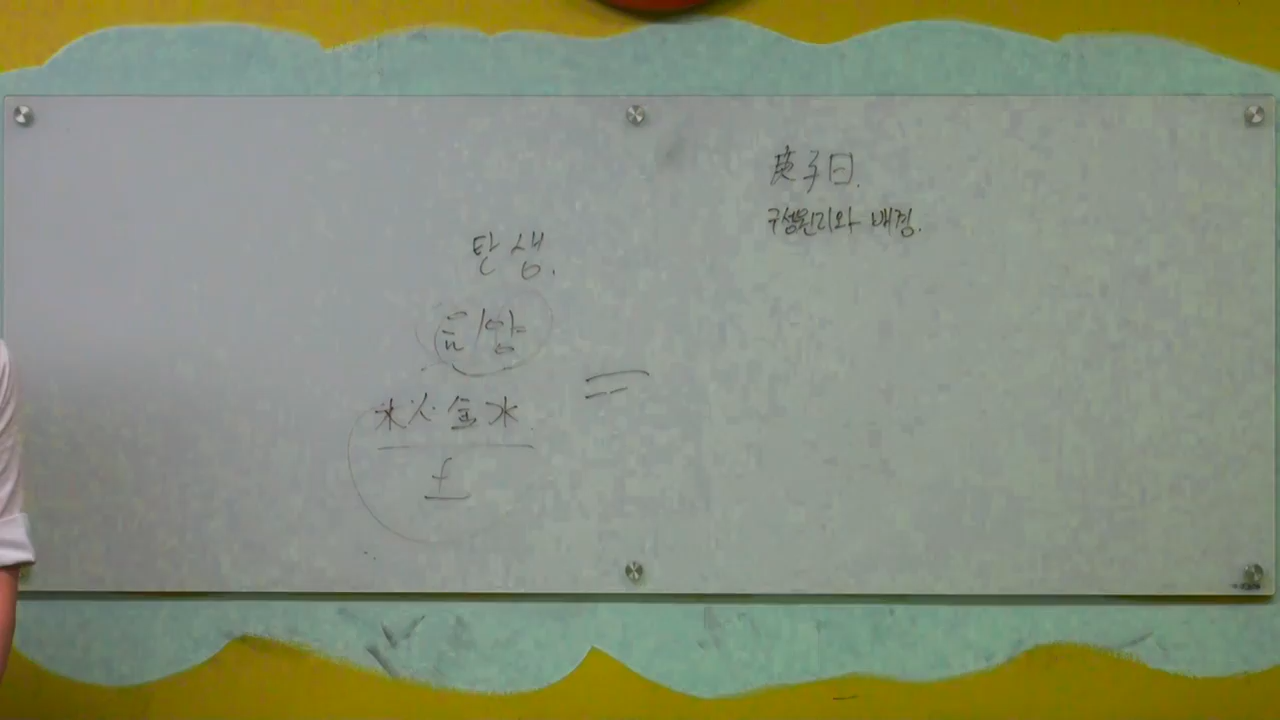 庚子日.
구성원리와 배경.
탄생.
음/양
木火金水
土